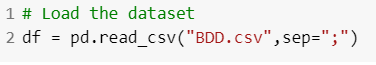 1 # Load the dataset
2 df = pd.read_csv("BDD.csv",sep=";")